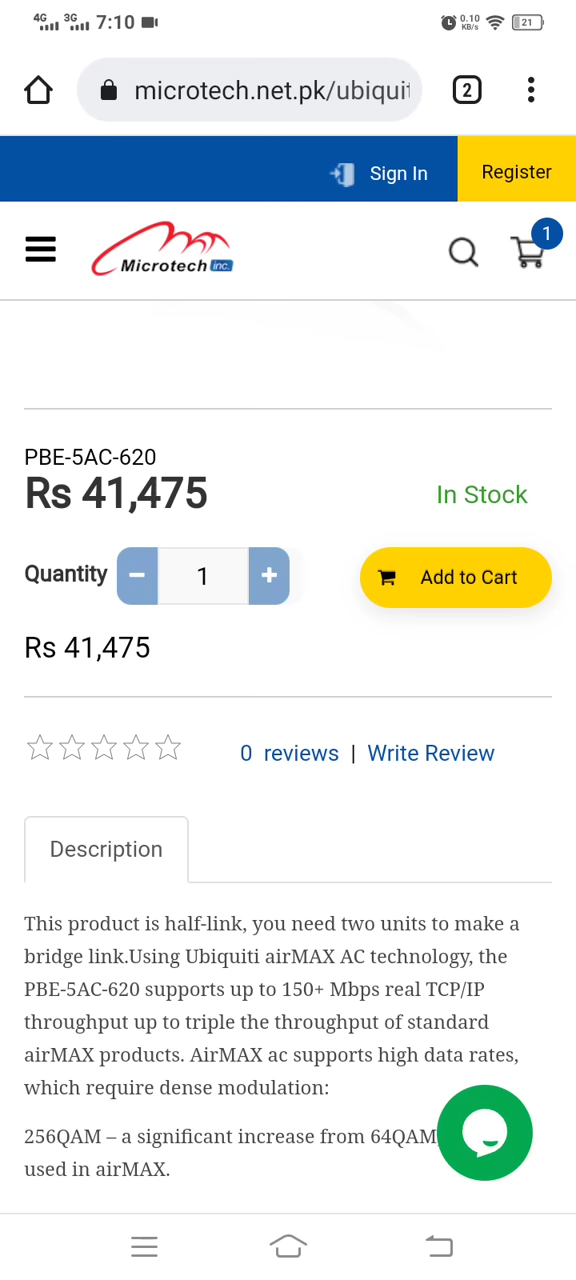 4G 3G 7:10 0.10 KB/s 21
microtech.net.pk/ubiquit 2
Sign In Register
Microtech inc. 1
PBE-5AC-620
Rs 41,475 In Stock
Quantity − 1 + Add to Cart
Rs 41,475
0 reviews | Write Review
Description
This product is half-link, you need two units to make a
bridge link.Using Ubiquiti airMAX AC technology, the
PBE-5AC-620 supports up to 150+ Mbps real TCP/IP
throughput up to triple the throughput of standard
airMAX products. AirMAX ac supports high data rates,
which require dense modulation:
256QAM – a significant increase from 64QAM
used in airMAX.